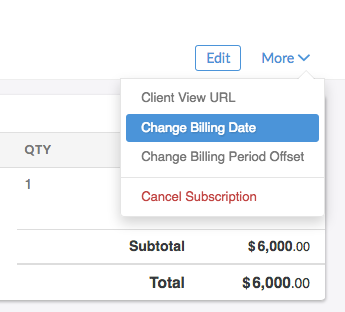 Edit More
Client View URL
Change Billing Date
QTY
Change Billing Period Offset
1
Cancel Subscription
Subtotal $6,000.00
Total $6,000.00